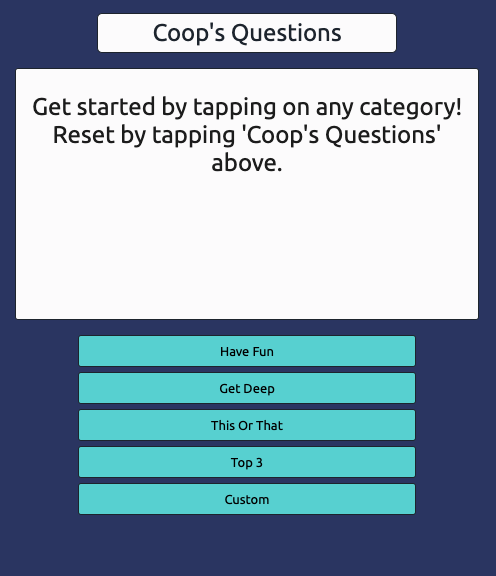 Coop's Questions
Get started by tapping on any category!
Reset by tapping 'Coop's Questions'
above.
Have Fun
Get Deep
This Or That
Top 3
Custom